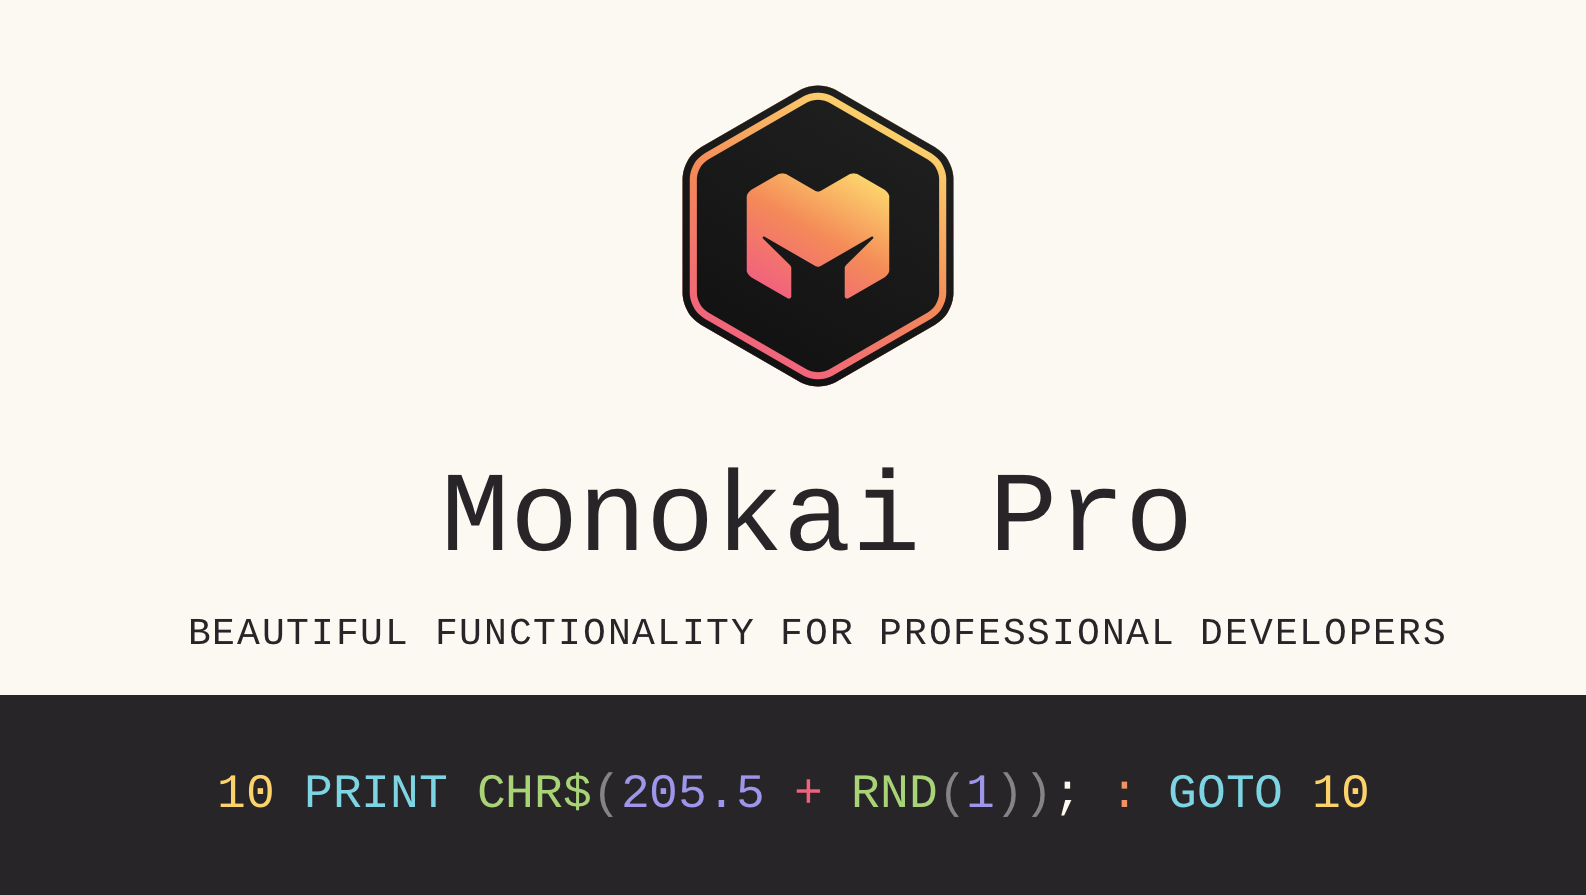 Monokai Pro
BEAUTIFUL FUNCTIONALITY FOR PROFESSIONAL DEVELOPERS
10 PRINT CHR$(205.5 + RND(1)); : GOTO 10